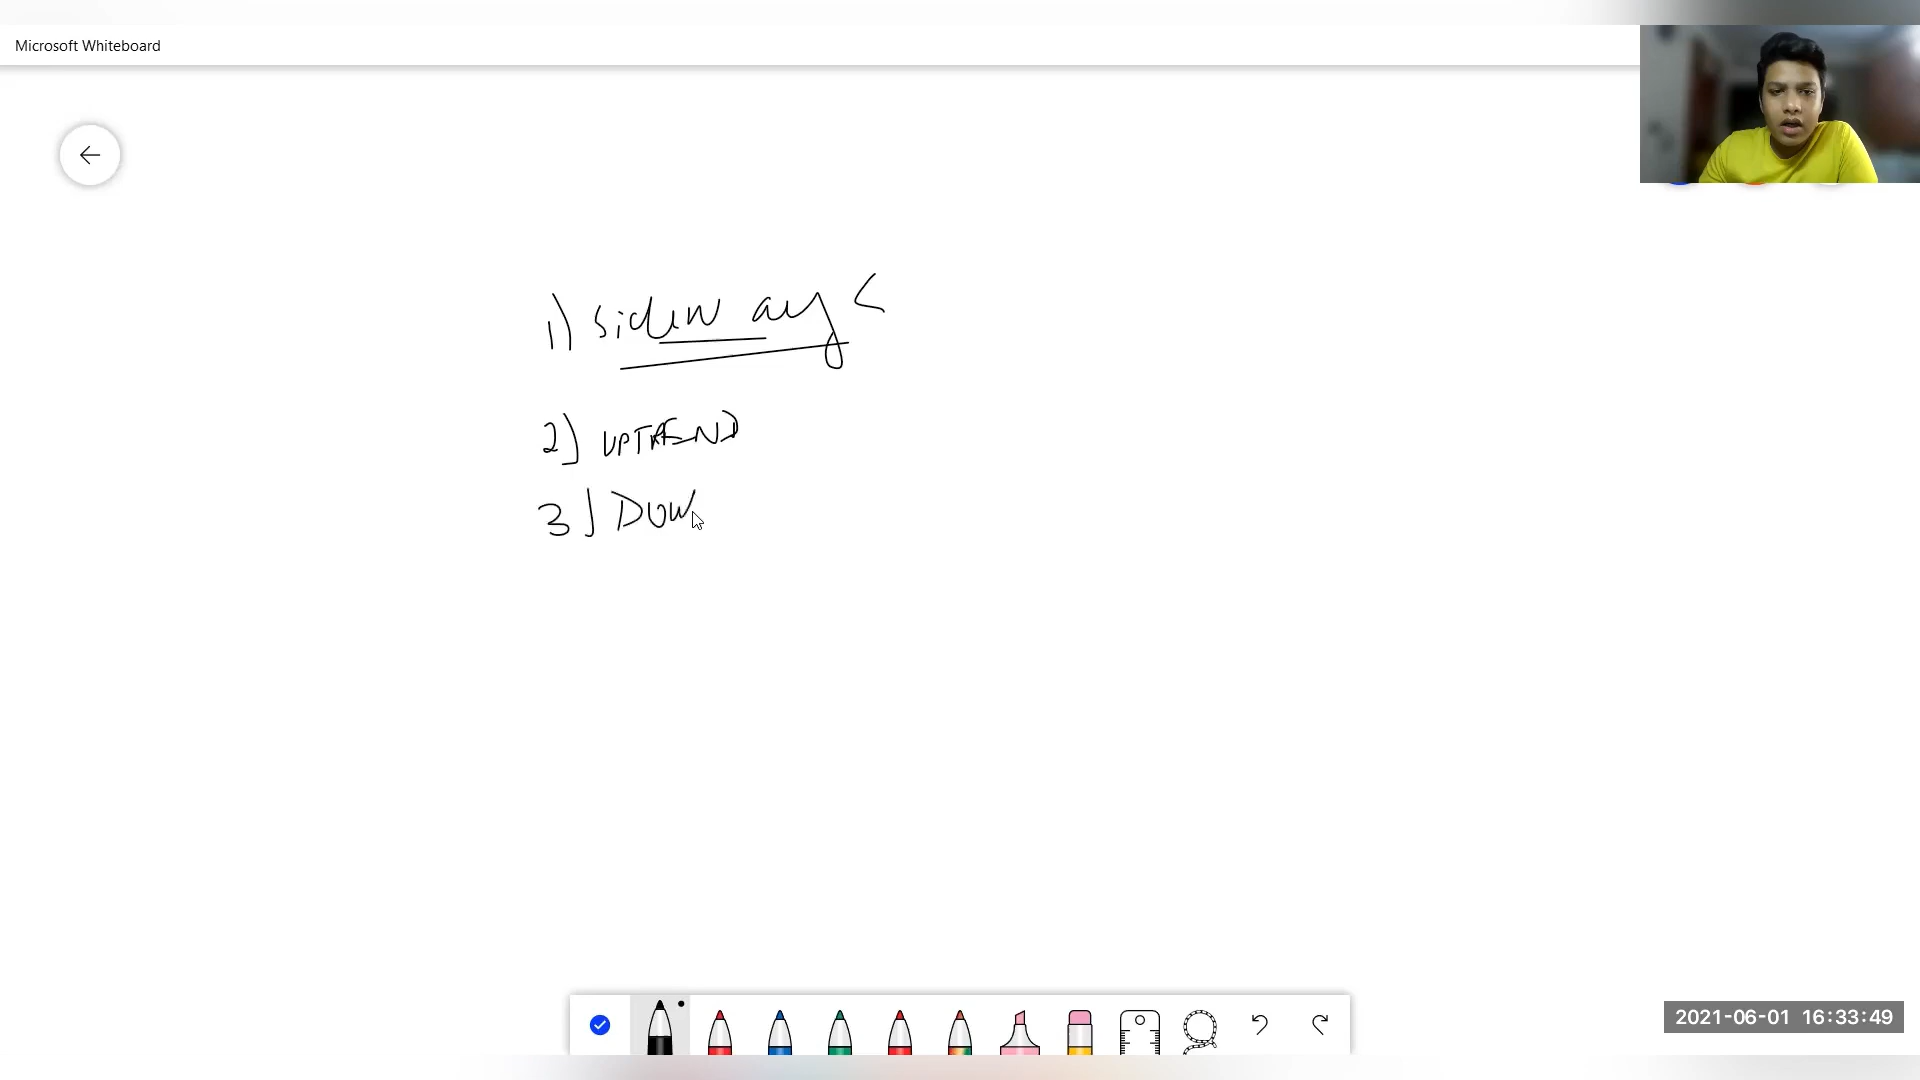 Microsoft Whiteboard
1) sideways
2) UPTREND
3) DOW
2021-06-01 16:33:49